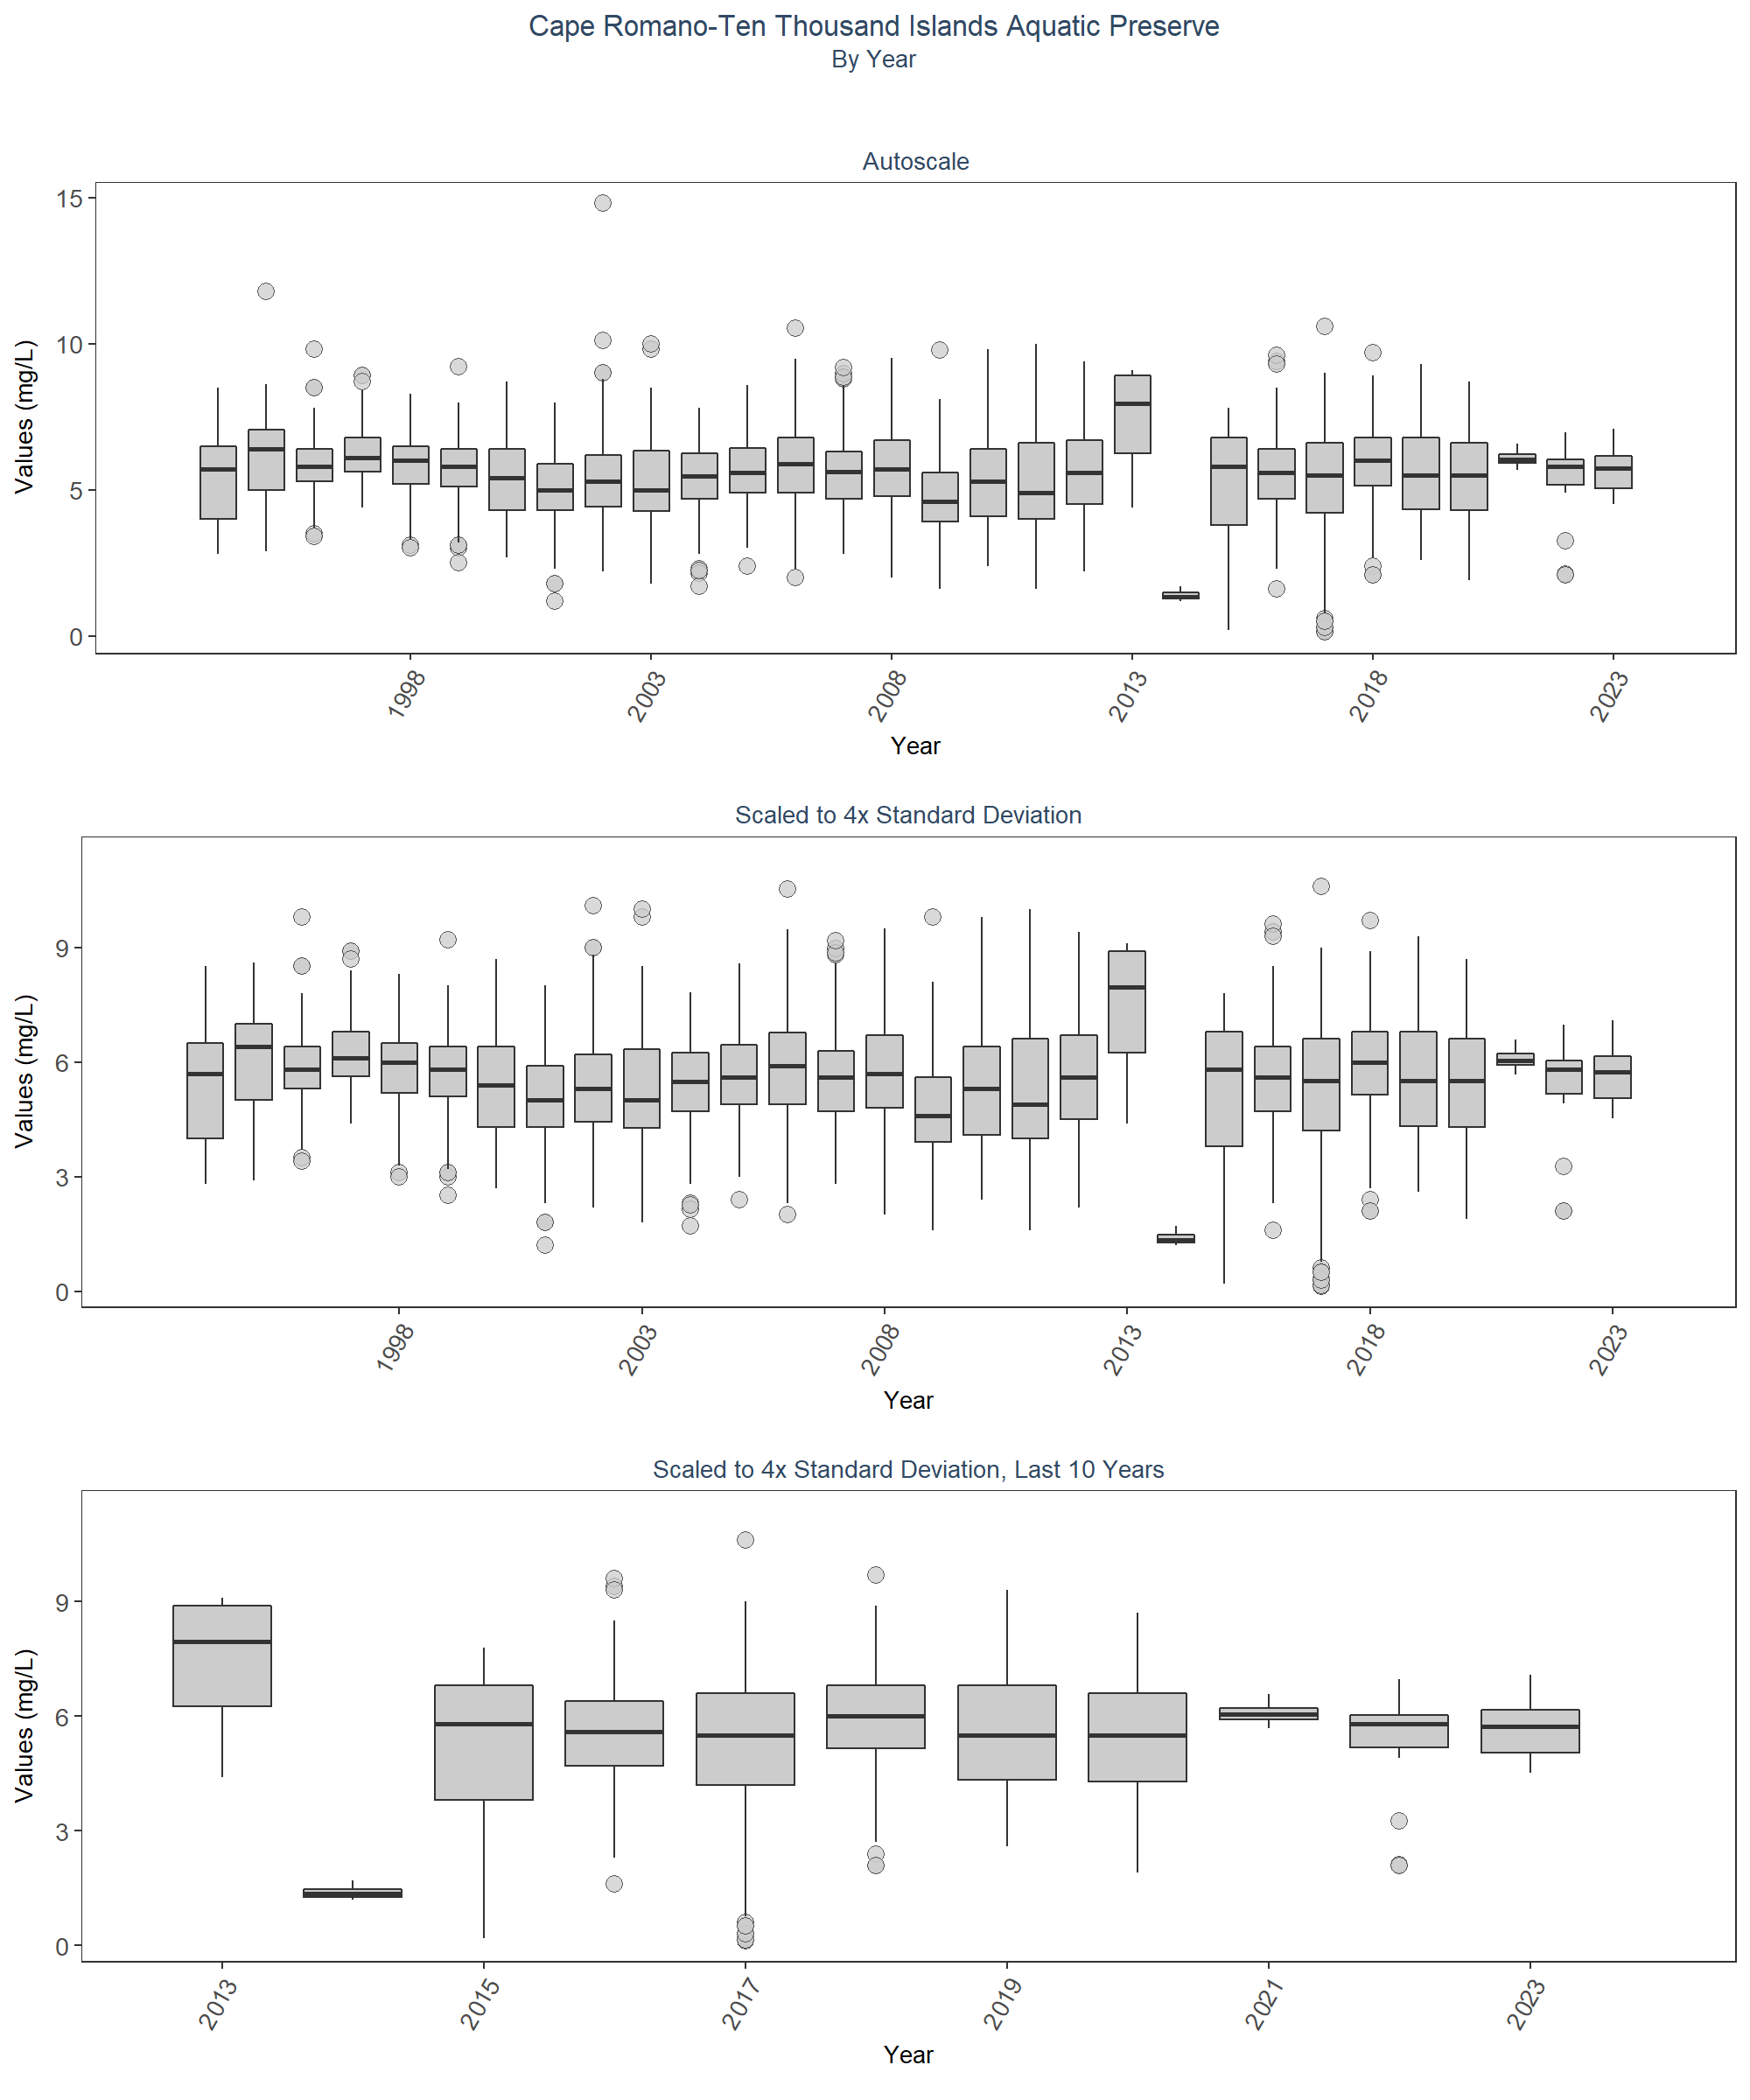 Cape Romano-Ten Thousand Islands Aquatic Preserve
By Year
Autoscale
Values (mg/L)
15
10
5
0
1998 2003 2008 2013 2018 2023
Year
Scaled to 4x Standard Deviation
Values (mg/L)
9
6
3
0
1998 2003 2008 2013 2018 2023
Year
Scaled to 4x Standard Deviation, Last 10 Years
Values (mg/L)
9
6
3
0
2013 2015 2017 2019 2021 2023
Year